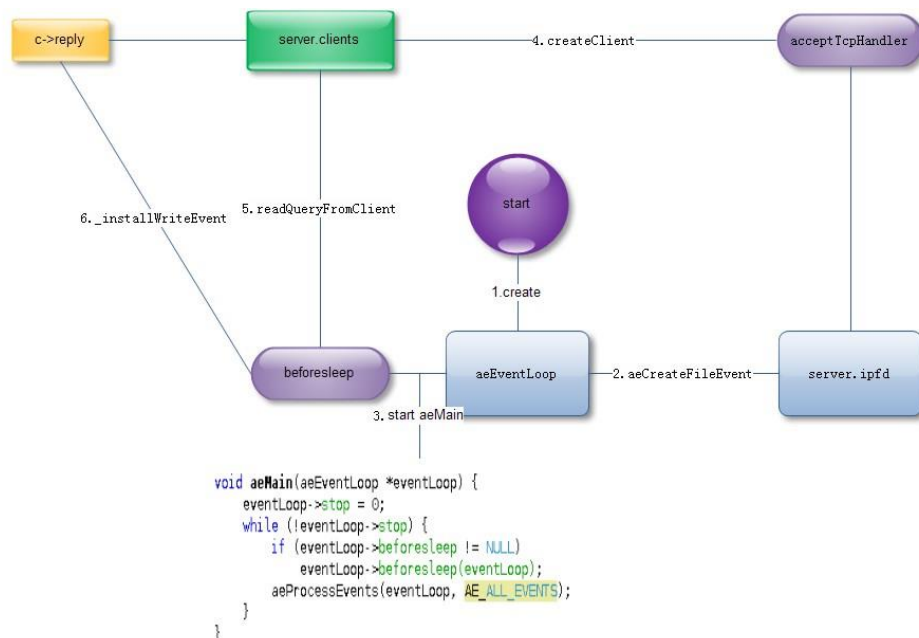 c->reply
server.clients
4.createClient
acceptTcpHandler
6._installWriteEvent
5.readQueryFromClient
start
1.create
beforesleep
aeEventLoop
2.aeCreateFileEvent
server.ipfd
3. start aeMain
void aeMain(aeEventLoop *eventLoop) {
    eventLoop->stop = 0;
    while (!eventLoop->stop) {
        if (eventLoop->beforesleep != NULL)
            eventLoop->beforesleep(eventLoop);
        aeProcessEvents(eventLoop, AE_ALL_EVENTS);
    }
}